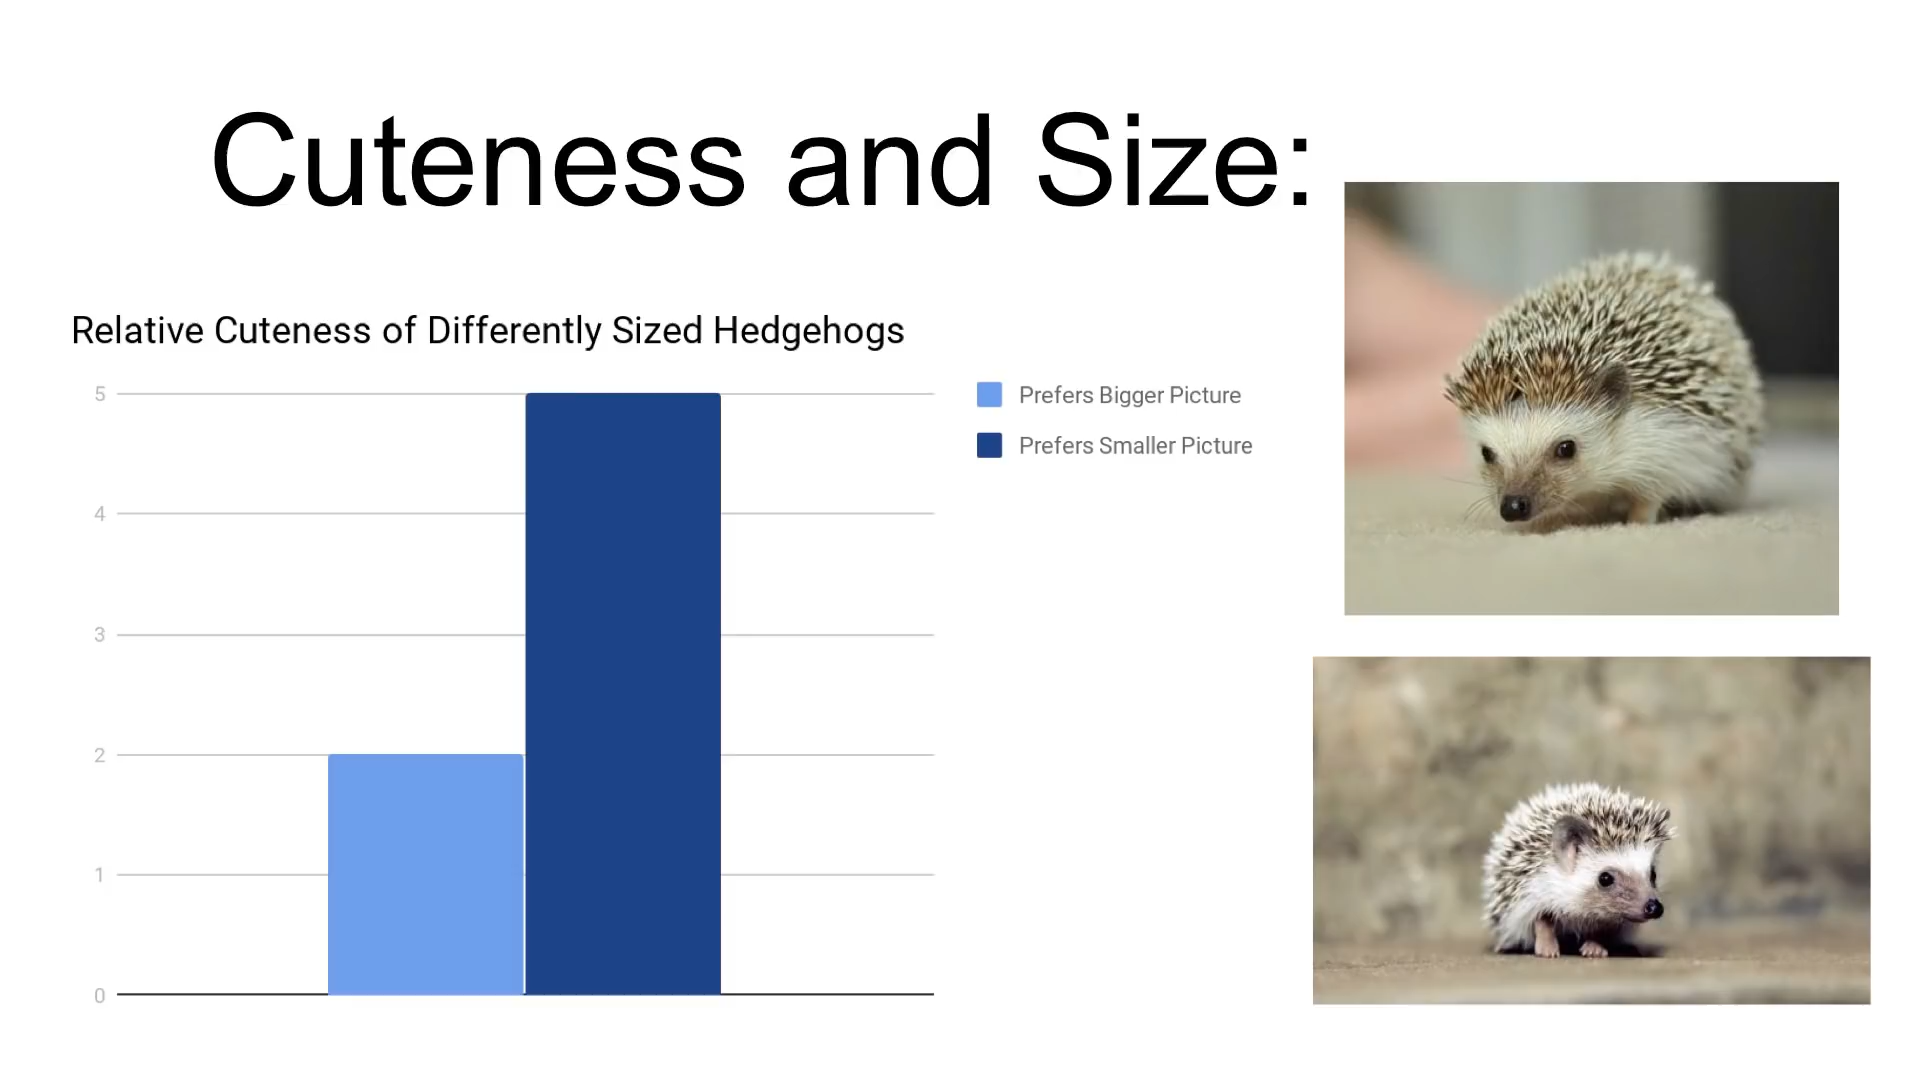 Cuteness and Size:
Relative Cuteness of Differently Sized Hedgehogs
5
4
3
2
1
0
Prefers Bigger Picture
Prefers Smaller Picture